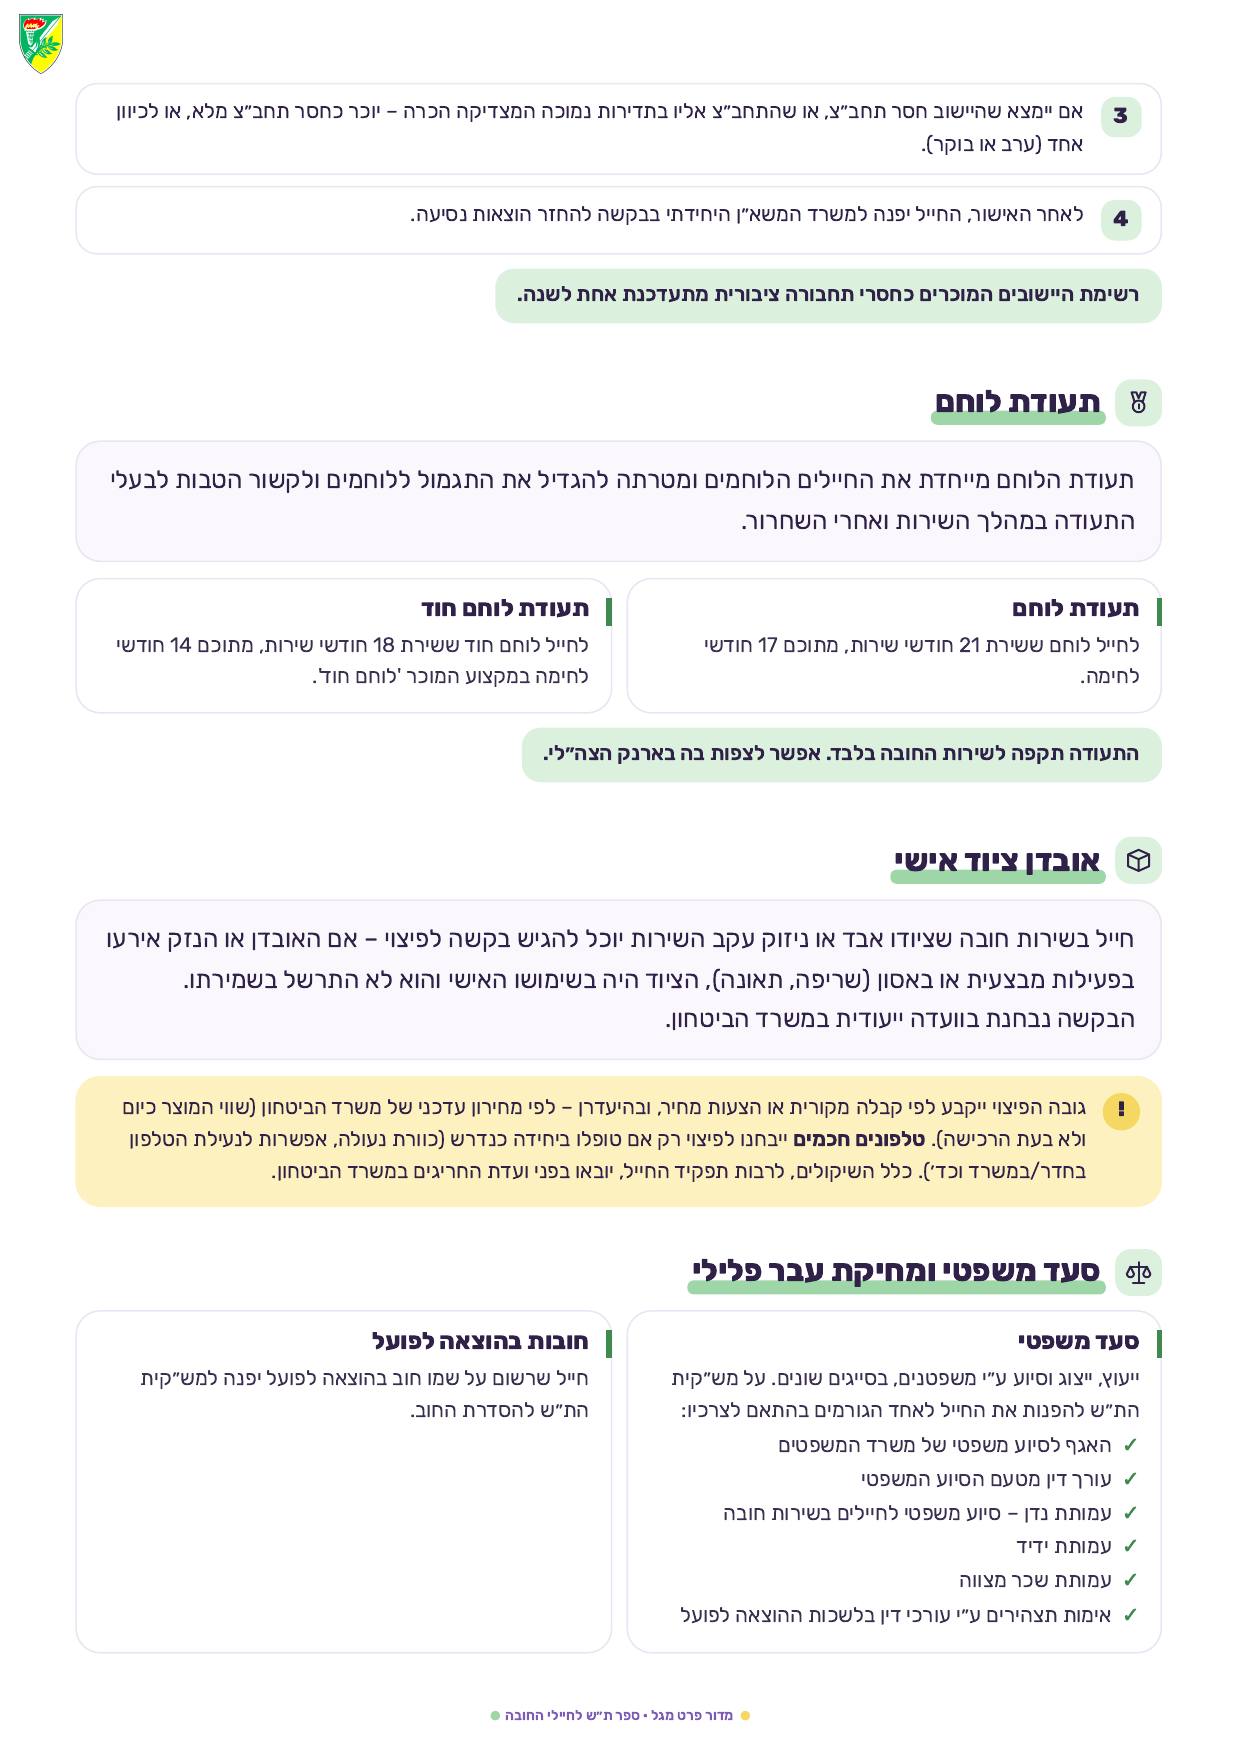 3
אם יימצא שהיישוב חסר תחב״צ, או שהתחב״צ אליו בתדירות נמוכה המצדיקה הכרה – יוכר כחסר תחב״צ מלא, או לכיוון
אחד (ערב או בוקר).
4
לאחר האישור, החייל יפנה למשרד המשא״ן היחידתי בבקשה להחזר הוצאות נסיעה.
רשימת היישובים המוכרים כחסרי תחבורה ציבורית מתעדכנת אחת לשנה.
תעודת לוחם
תעודת הלוחם מייחדת את החיילים הלוחמים ומטרתה להגדיל את התגמול ללוחמים ולקשור הטבות לבעלי
התעודה במהלך השירות ואחרי השחרור.
תעודת לוחם
לחייל לוחם ששירת 21 חודשי שירות, מתוכם 17 חודשי
לחימה.
תעודת לוחם חוד
לחייל לוחם חוד ששירת 18 חודשי שירות, מתוכם 14 חודשי
לחימה במקצוע המוכר 'לוחם חוד'.
התעודה תקפה לשירות החובה בלבד. אפשר לצפות בה בארנק הצה״לי.
אובדן ציוד אישי
חייל בשירות חובה שציודו אבד או ניזוק עקב השירות יוכל להגיש בקשה לפיצוי – אם האובדן או הנזק אירעו
בפעילות מבצעית או באסון (שריפה, תאונה), הציוד היה בשימושו האישי והוא לא התרשל בשמירתו.
הבקשה נבחנת בוועדה ייעודית במשרד הביטחון.
!
גובה הפיצוי ייקבע לפי קבלה מקורית או הצעות מחיר, ובהיעדרן – לפי מחירון עדכני של משרד הביטחון (שווי המוצר כיום
ולא בעת הרכישה). טלפונים חכמים ייבחנו לפיצוי רק אם טופלו ביחידה כנדרש (כוורת נעולה, אפשרות לנעילת הטלפון
בחדר/במשרד וכד׳). כלל השיקולים, לרבות תפקיד החייל, יובאו בפני ועדת החריגים במשרד הביטחון.
סעד משפטי ומחיקת עבר פלילי
סעד משפטי
ייעוץ, ייצוג וסיוע ע״י משפטנים, בסייגים שונים. על מש״קית
הת״ש להפנות את החייל לאחד הגורמים בהתאם לצרכיו:
✓ האגף לסיוע משפטי של משרד המשפטים
✓ עורך דין מטעם הסיוע המשפטי
✓ עמותת נדן – סיוע משפטי לחיילים בשירות חובה
✓ עמותת ידיד
✓ עמותת שכר מצווה
✓ אימות תצהירים ע״י עורכי דין בלשכות ההוצאה לפועל
חובות בהוצאה לפועל
חייל שרשום על שמו חוב בהוצאה לפועל יפנה למש״קית
הת״ש להסדרת החוב.
מדור פרט מגל • ספר ת״ש לחיילי החובה